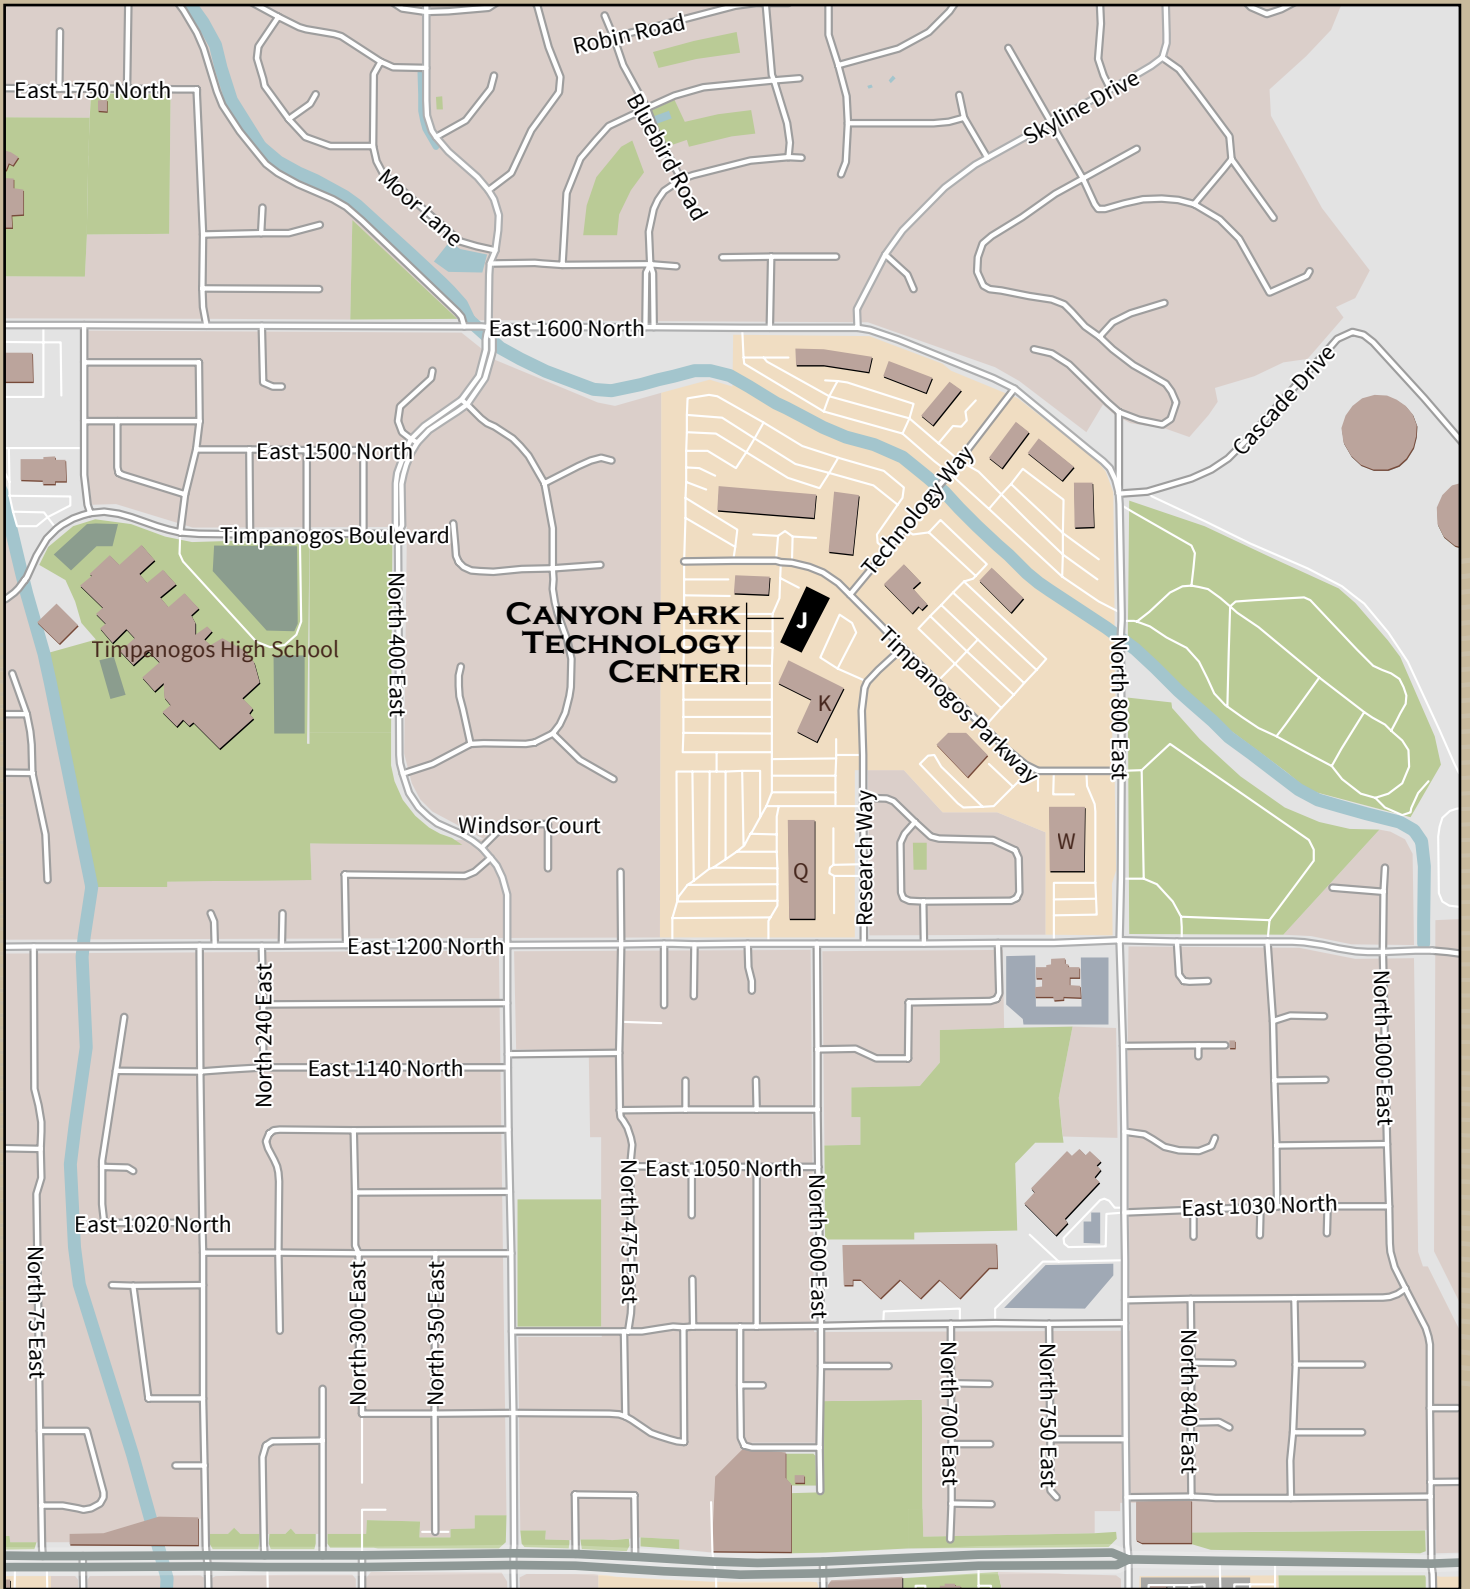 Robin Road
East 1750 North
Skyline Drive
Bluebird Road
Moor Lane
East 1600 North
Cascade Drive
East 1500 North
Technology Way
Timpanogos Boulevard
North 400 East
CANYON PARK
TECHNOLOGY
CENTER
J
Timpanogos High School
Timpanogos Parkway
North 800 East
K
Windsor Court
Research Way
W
Q
East 1200 North
North 240 East
North 1000 East
East 1140 North
East 1050 North
North 475 East
North 600 East
East 1030 North
East 1020 North
North 75 East
North 300 East
North 350 East
North 700 East
North 750 East
North 840 East